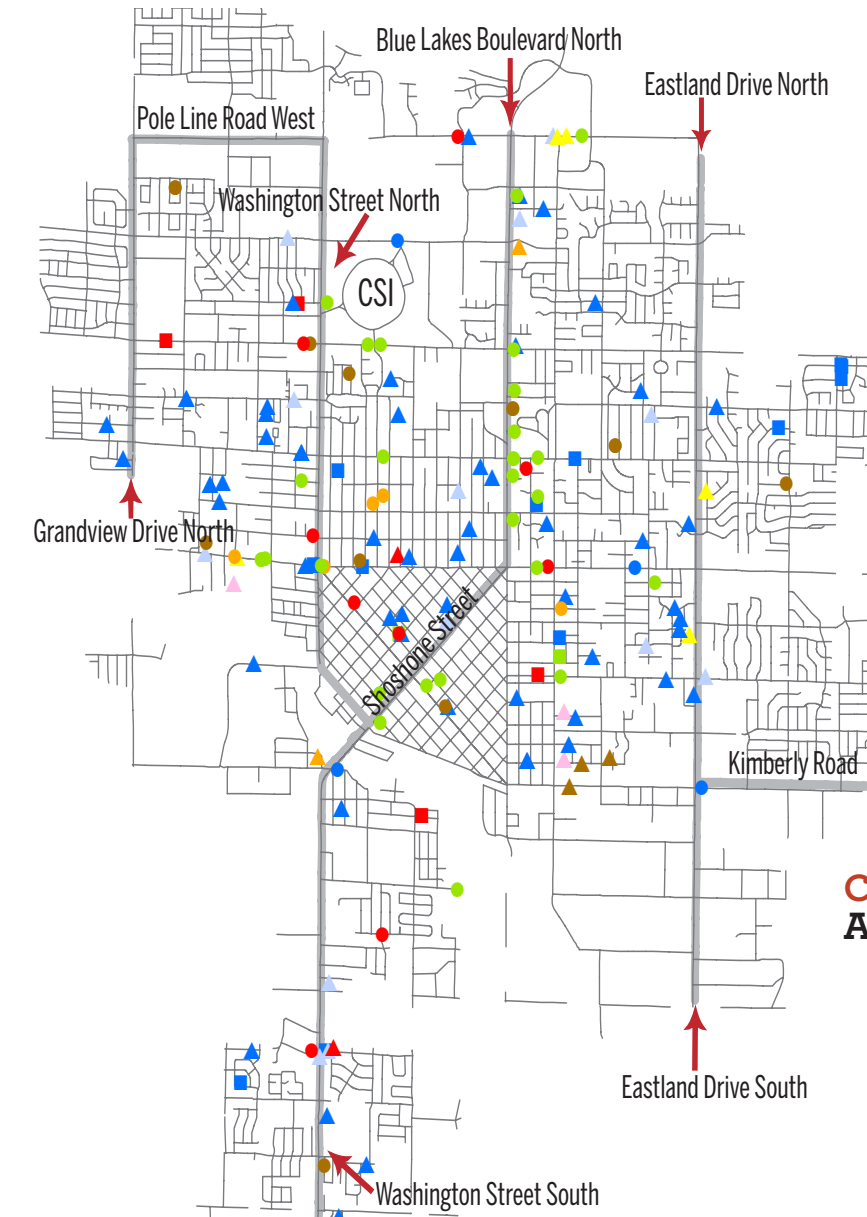 Blue Lakes Boulevard North
Eastland Drive North
Pole Line Road West
Washington Street North
CSI
Grandview Drive North
Shoshone Street
Kimberly Road
C
A
Eastland Drive South
Washington Street South